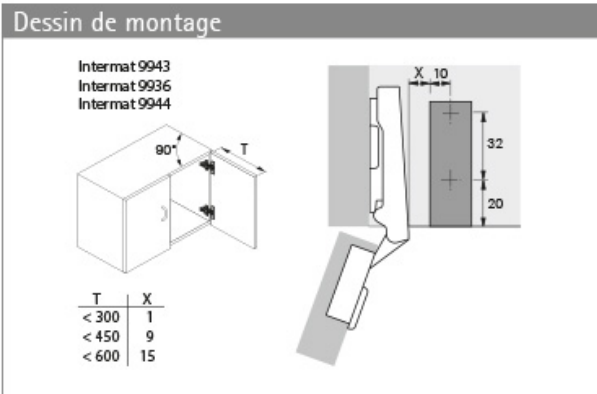 Dessin de montage
Intermat 9943
Intermat 9936
Intermat 9944
90°
T
X 10
32
20
T X
< 300 1
< 450 9
< 600 15